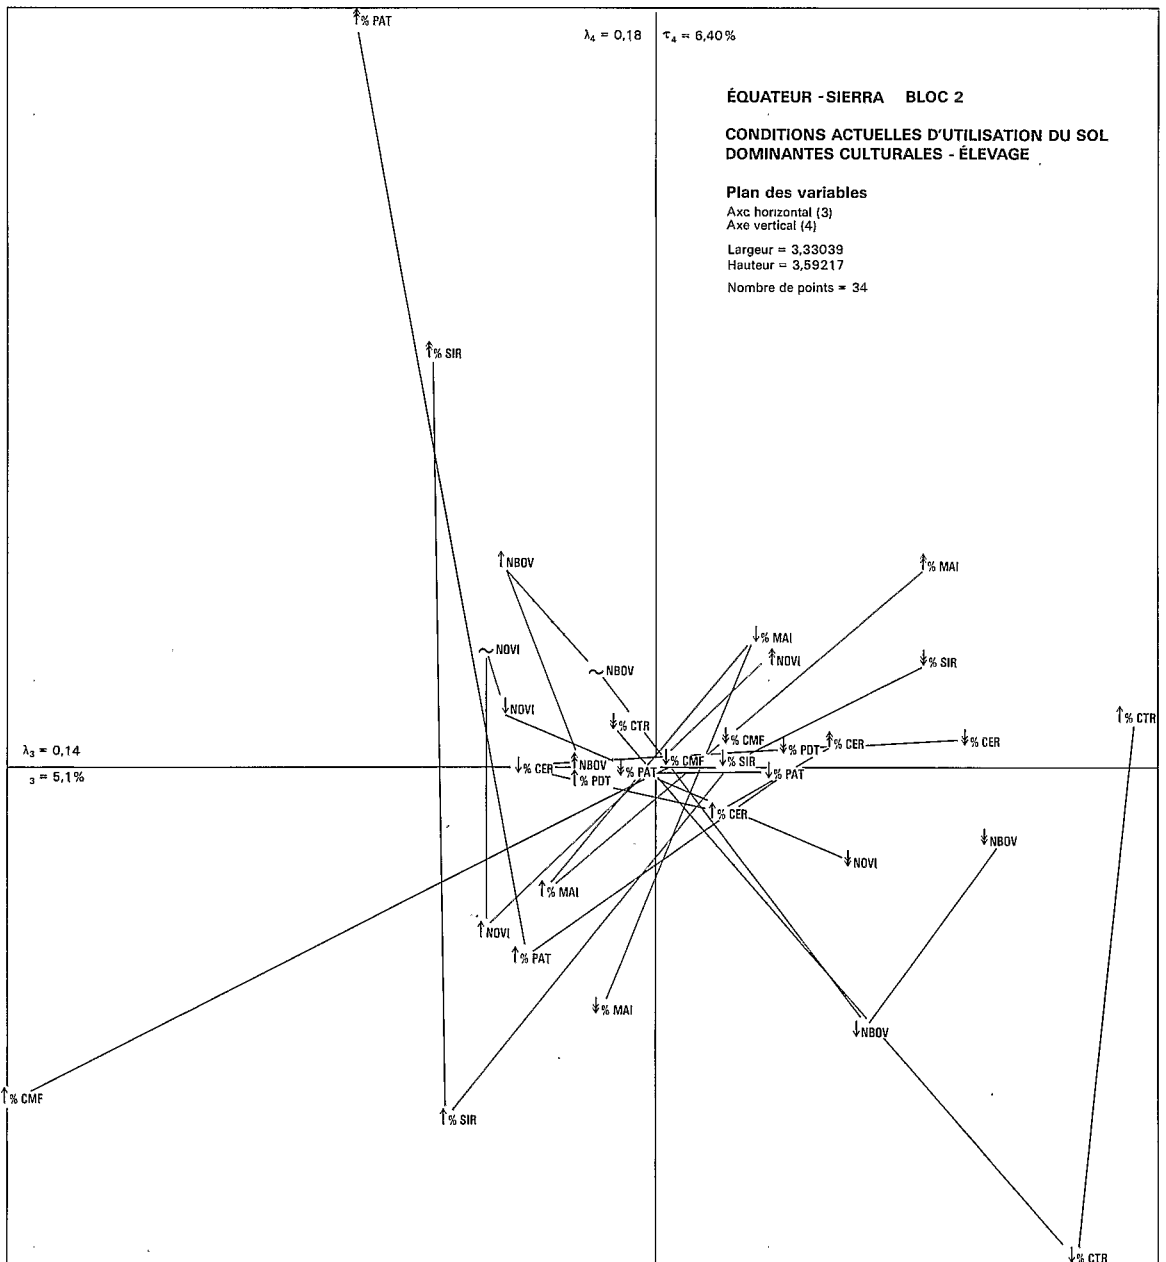 ↟% PAT
λ₄ = 0,18 τ₄ = 6,40%
ÉQUATEUR - SIERRA BLOC 2
CONDITIONS ACTUELLES D'UTILISATION DU SOL
DOMINANTES CULTURALES - ÉLEVAGE
Plan des variables
Axe horizontal (3)
Axe vertical (4)
Largeur = 3,33039
Hauteur = 3,59217
Nombre de points = 34
↟% SIR
↑NBOV
↟% MAI
↓% MAI
~NOVI
↟NOVI
↡% SIR
~NBOV
↓NOVI
↡% CTR
↑% CTR
↡% CMF
↟% CER
↡% CER
λ₃ = 0,14
↡% PDT
↓% CER
↟NBOV
↓% CMF
↓% SIR
₃ = 5,1%
↑% PDT
↡% PAT
↓% PAT
↑% CER
↡NBOV
↡NOVI
↑% MAI
↑NOVI
↑% PAT
↡% MAI
↓NBOV
↑% CMF
↑% SIR
↓% CTR